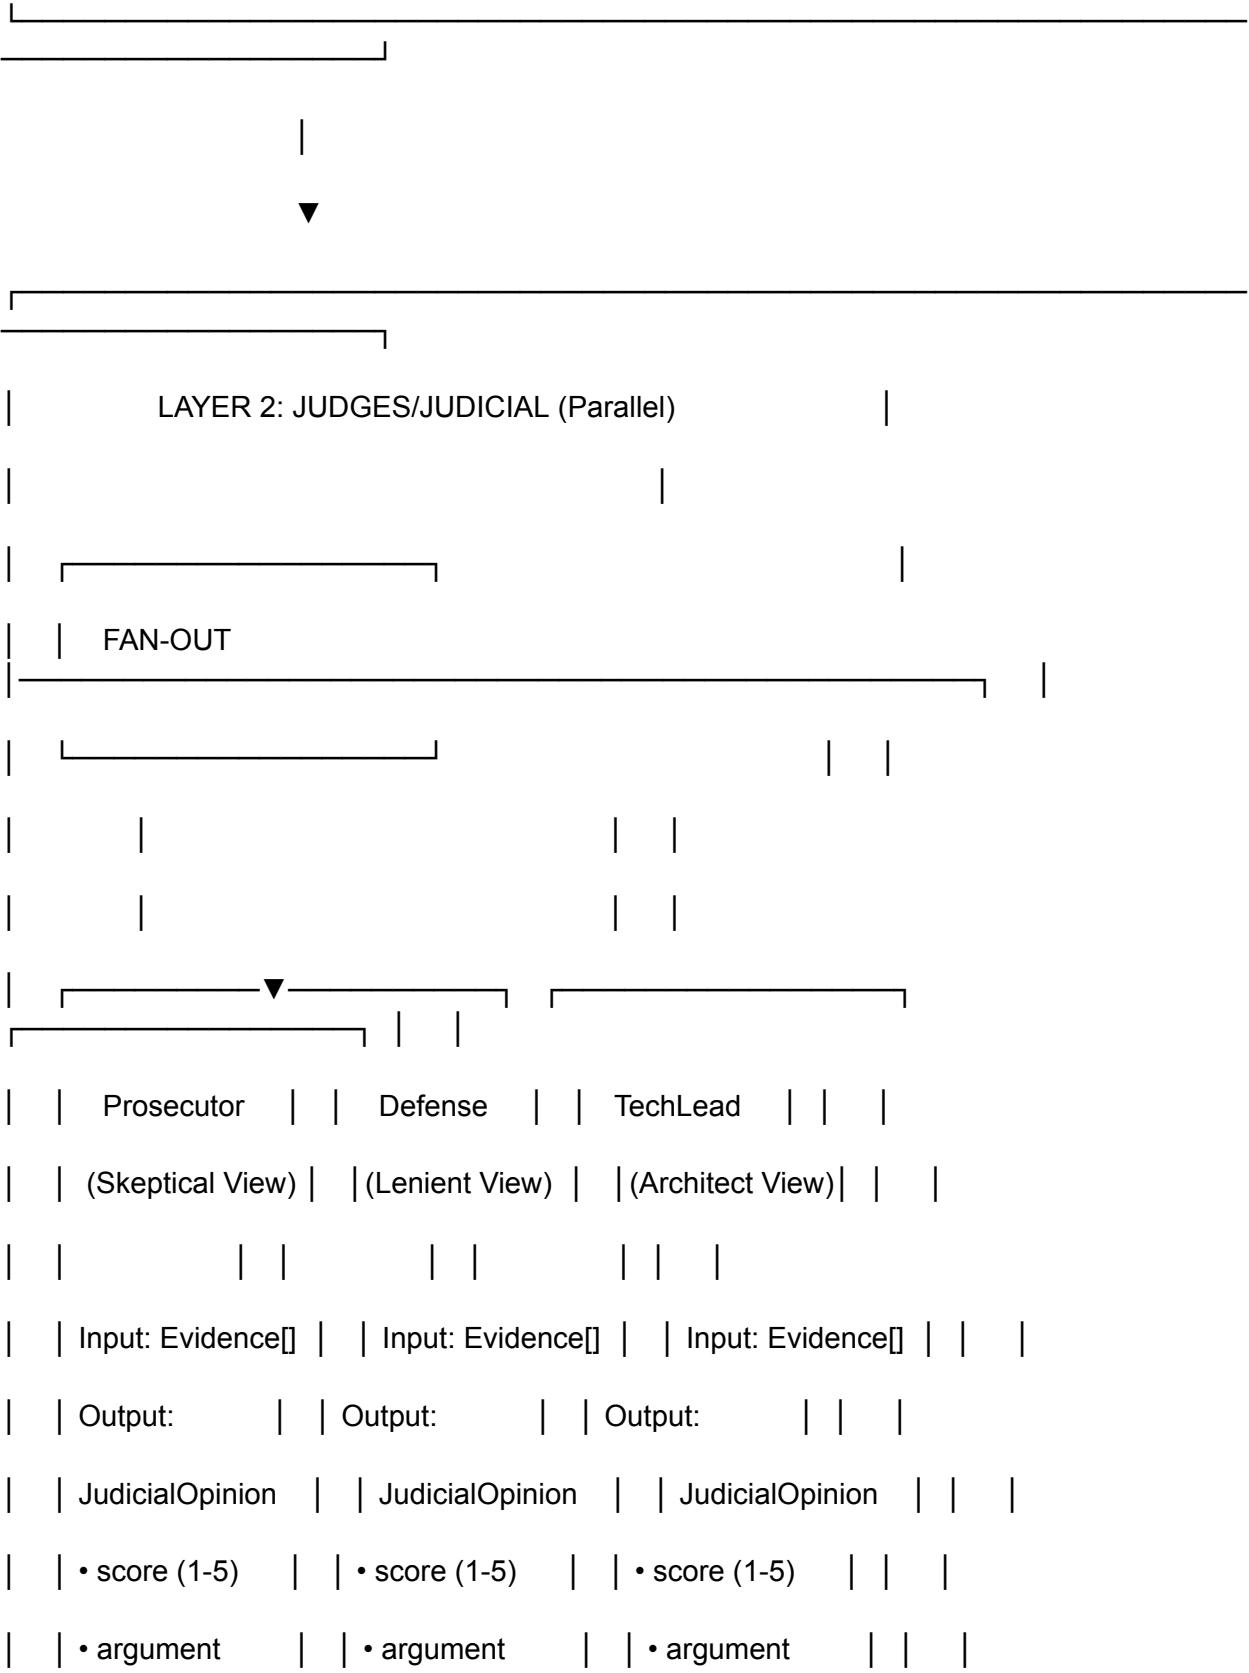 LAYER 2: JUDGES/JUDICIAL (Parallel)
FAN-OUT
▼
Prosecutor │ │ Defense │ │ TechLead
(Skeptical View) │ │ (Lenient View) │ │ (Architect View)
Input: Evidence[] │ │ Input: Evidence[] │ │ Input: Evidence[]
Output: │ │ Output: │ │ Output:
JudicialOpinion │ │ JudicialOpinion │ │ JudicialOpinion
• score (1-5) │ │ • score (1-5) │ │ • score (1-5)
• argument │ │ • argument │ │ • argument